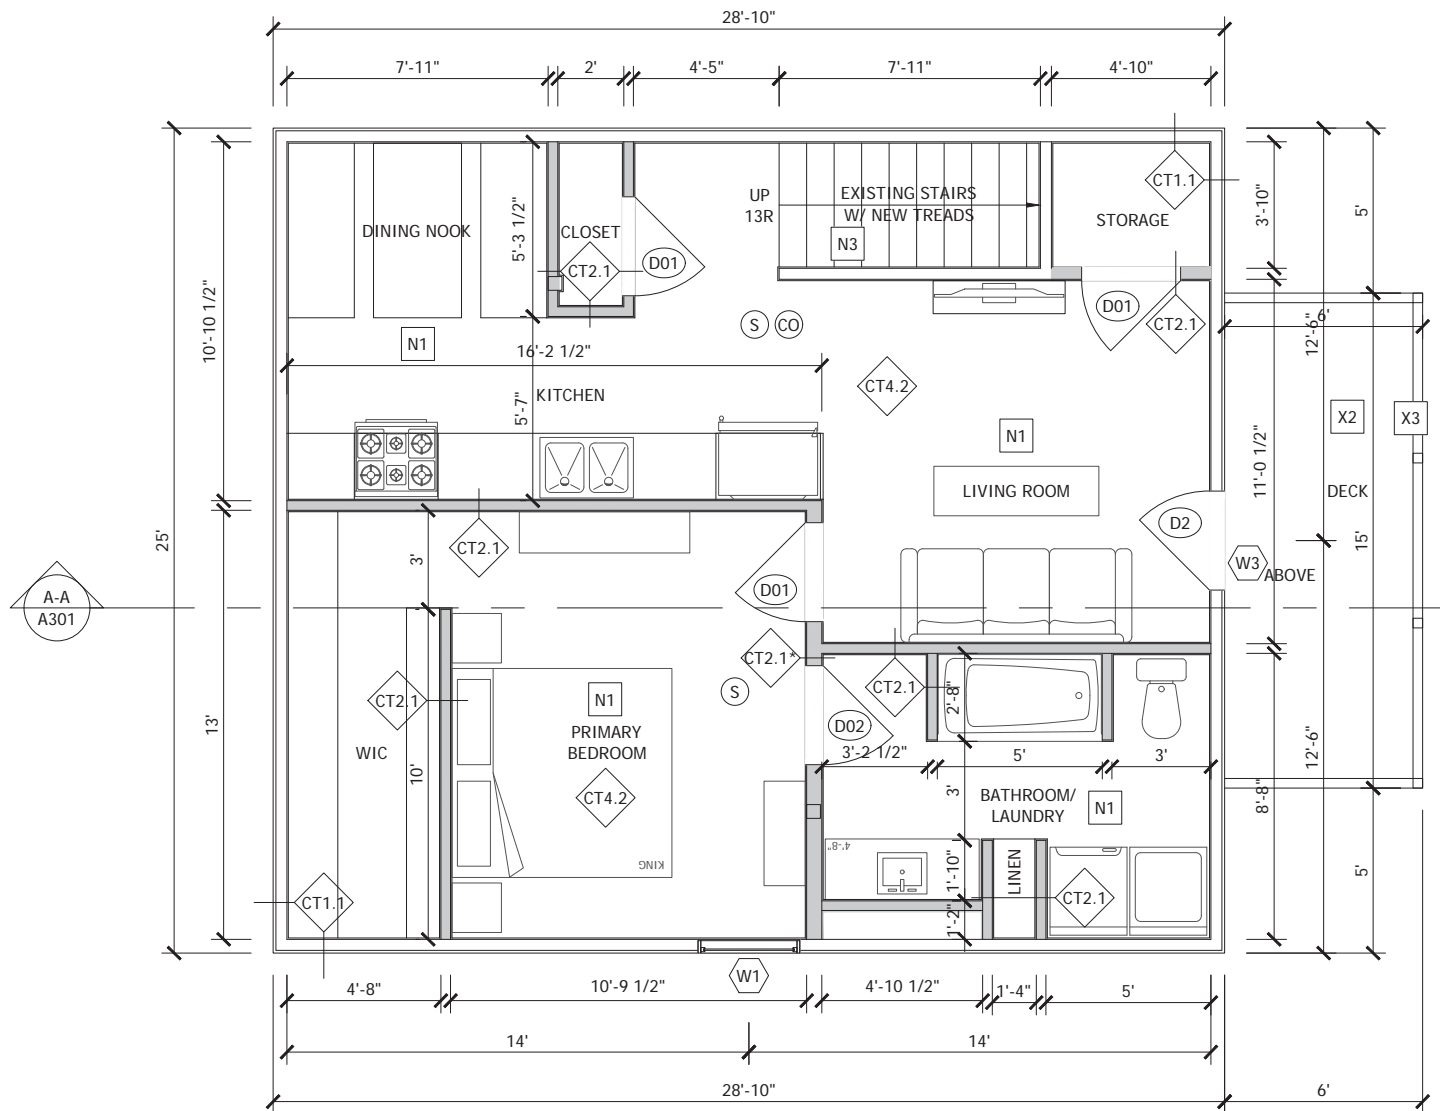 28'-10"
7'-11"
2'
4'-5"
7'-11"
4'-10"
CT1.1
UP
13R
EXISTING STAIRS
W/ NEW TREADS
N3
STORAGE
3'-10"
5'
DINING NOOK
5'-3 1/2"
CLOSET
CT2.1
D01
D01
CT2.1
S
CO
6'
12'-6"
10'-10 1/2"
N1
16'-2 1/2"
KITCHEN
5'-7"
CT4.2
N1
X2
X3
11'-0 1/2"
LIVING ROOM
DECK
25'
CT2.1
3'
D2
15'
W3
ABOVE
D01
A-A
A301
CT2.1*
CT2.1
CT2.1
N1
S
2'-8"
PRIMARY
BEDROOM
D02
13'
WIC
10'
3'-2 1/2"
5'
3'
12'-6"
3'
CT4.2
BATHROOM/
LAUNDRY
N1
8'-8"
4'-8"
KING
1'-10"
LINEN
5'
CT1.1
CT2.1
1'-2"
W1
4'-8"
10'-9 1/2"
4'-10 1/2"
1'-4"
5'
14'
14'
28'-10"
6'